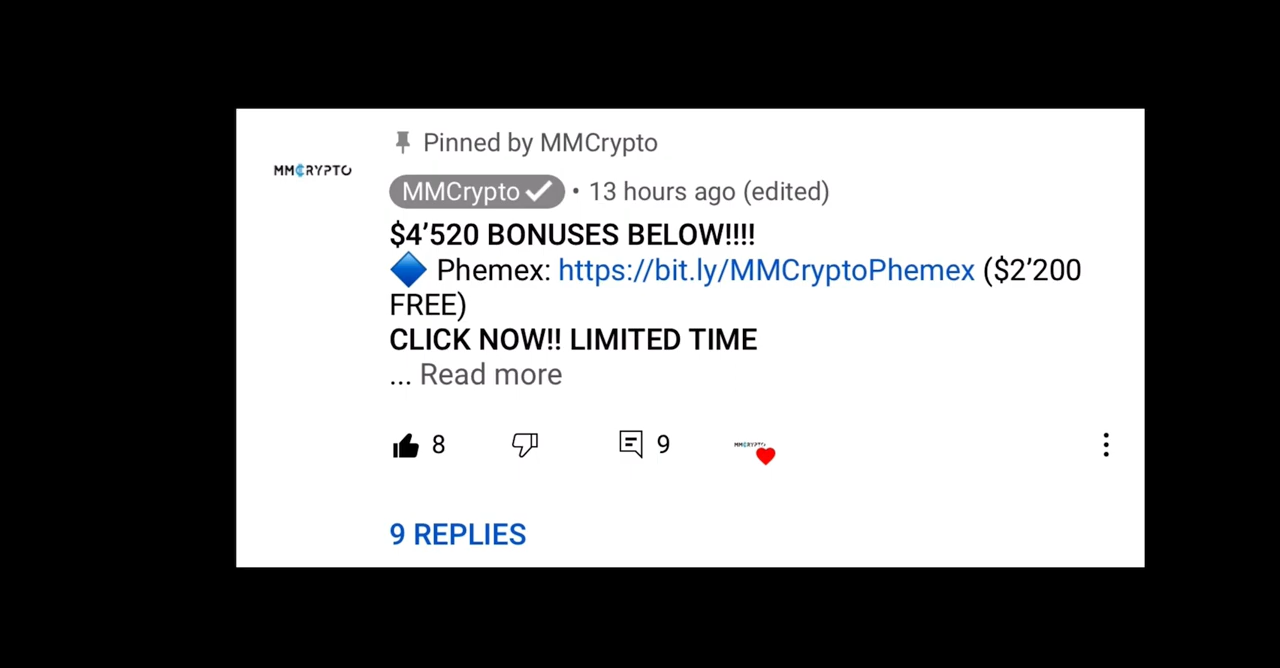 Pinned by MMCrypto
MMCRYPTO
MMCrypto • 13 hours ago (edited)
$4’520 BONUSES BELOW!!!!
Phemex: https://bit.ly/MMCryptoPhemex ($2’200
FREE)
CLICK NOW!! LIMITED TIME
... Read more
8
9
MMCRYPTO
9 REPLIES